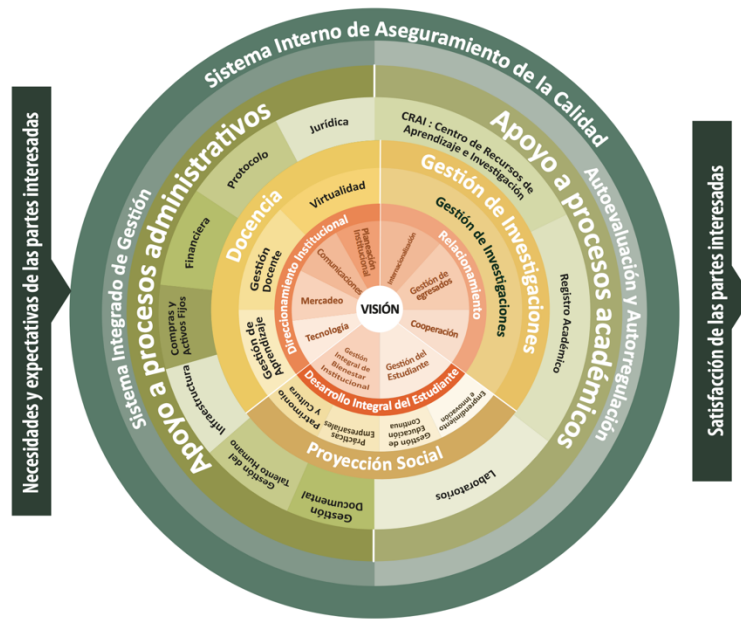 Necesidades y expectativas de las partes interesadas
Sistema Interno de Aseguramiento de la Calidad
Sistema Integrado de Gestión
Autoevaluación y Autorregulación
Apoyo a procesos administrativos
Jurídica
Protocolo
Financiera
Compras y
Activos Fijos
Infraestructura
Gestión del
Talento Humano
Gestión
Documental
Apoyo a procesos académicos
CRAI : Centro de Recursos de
Aprendizaje e Investigación
Registro Académico
Laboratorios
Docencia
Virtualidad
Gestión
Docente
Gestión de
Aprendizaje
Gestión de Investigaciones
Gestión de Investigaciones
Proyección Social
Patrimonio
y Cultura
Prácticas
Empresariales
Gestión de
Educación
Continua
Emprendimiento
e Innovación
Direccionamiento Institucional
Planeación
Institucional
Comunicaciones
Mercadeo
Tecnología
Relacionamiento
Internacionalización
Gestión de
egresados
Cooperación
Desarrollo Integral del Estudiante
Gestión
Integral de
Bienestar
Institucional
Gestión del
Estudiante
VISIÓN
Satisfacción de las partes interesadas